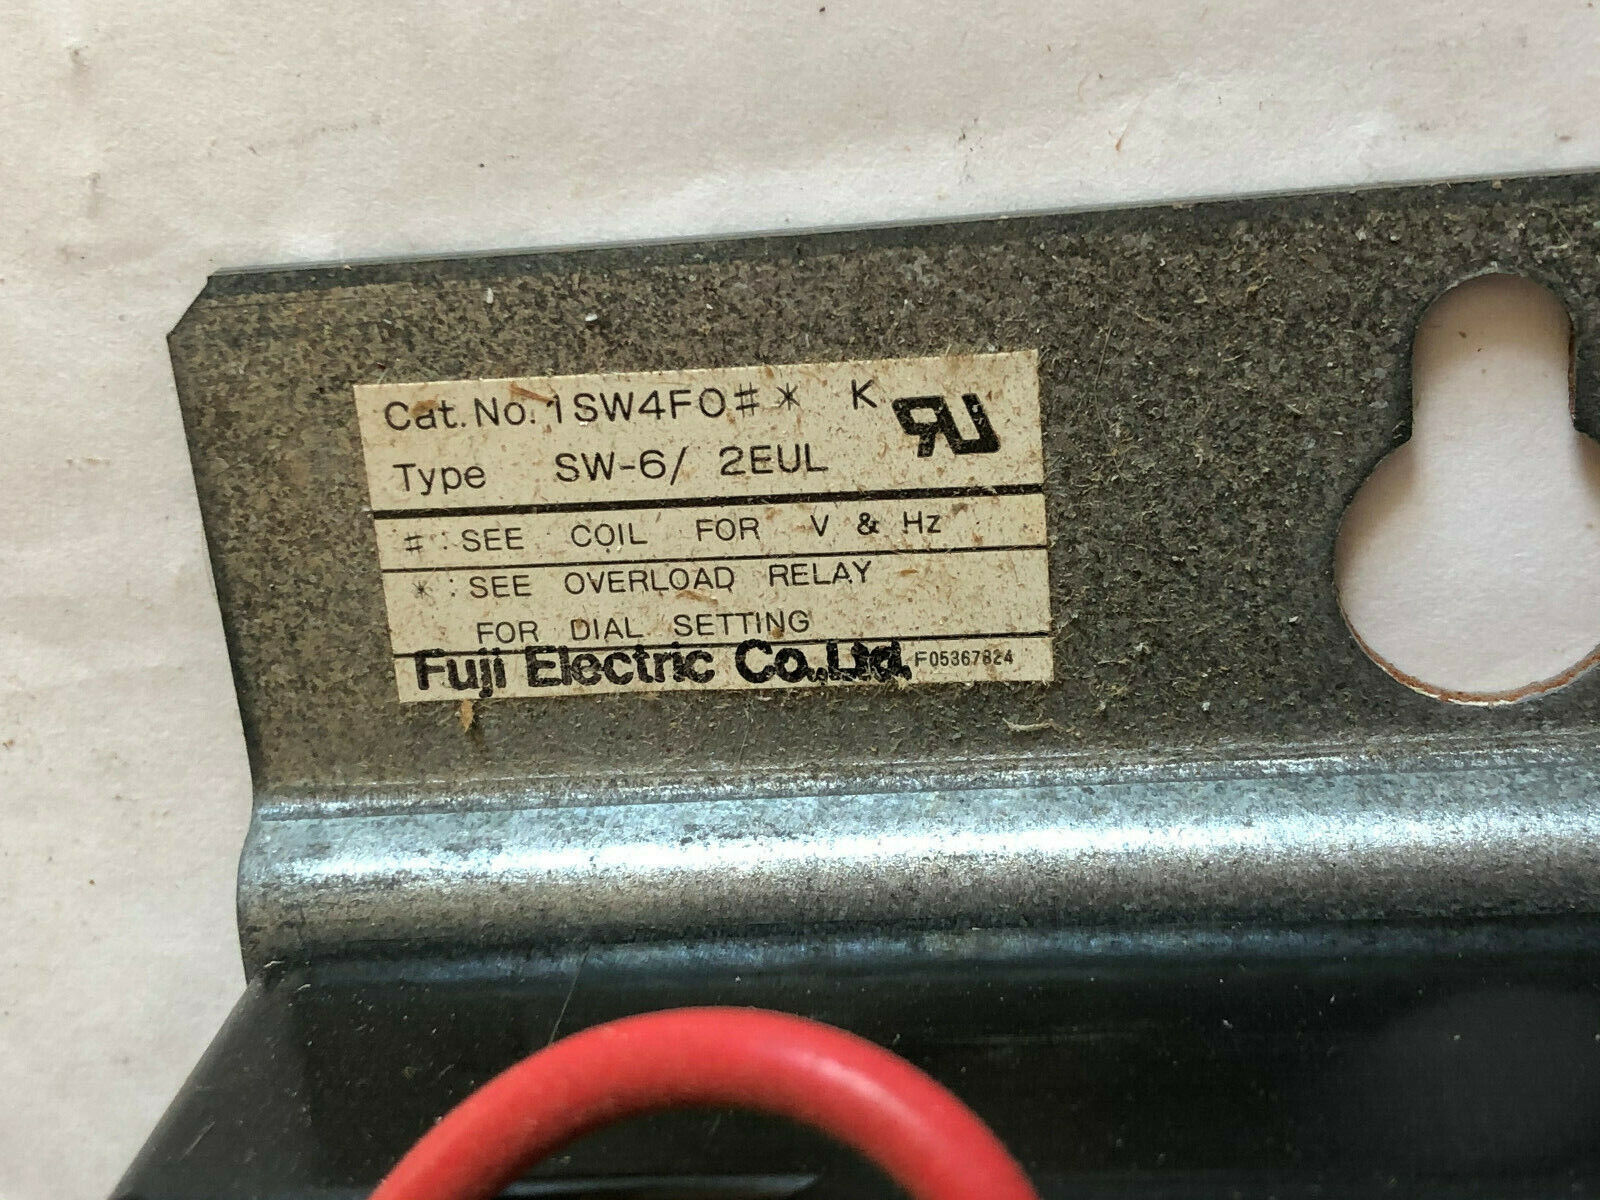 Cat. No. 1SW4FO#* K
Type SW-6/ 2EUL
#: SEE COIL FOR V & Hz
*: SEE OVERLOAD RELAY
FOR DIAL SETTING
Fuji Electric Co.,Ltd. F05367824